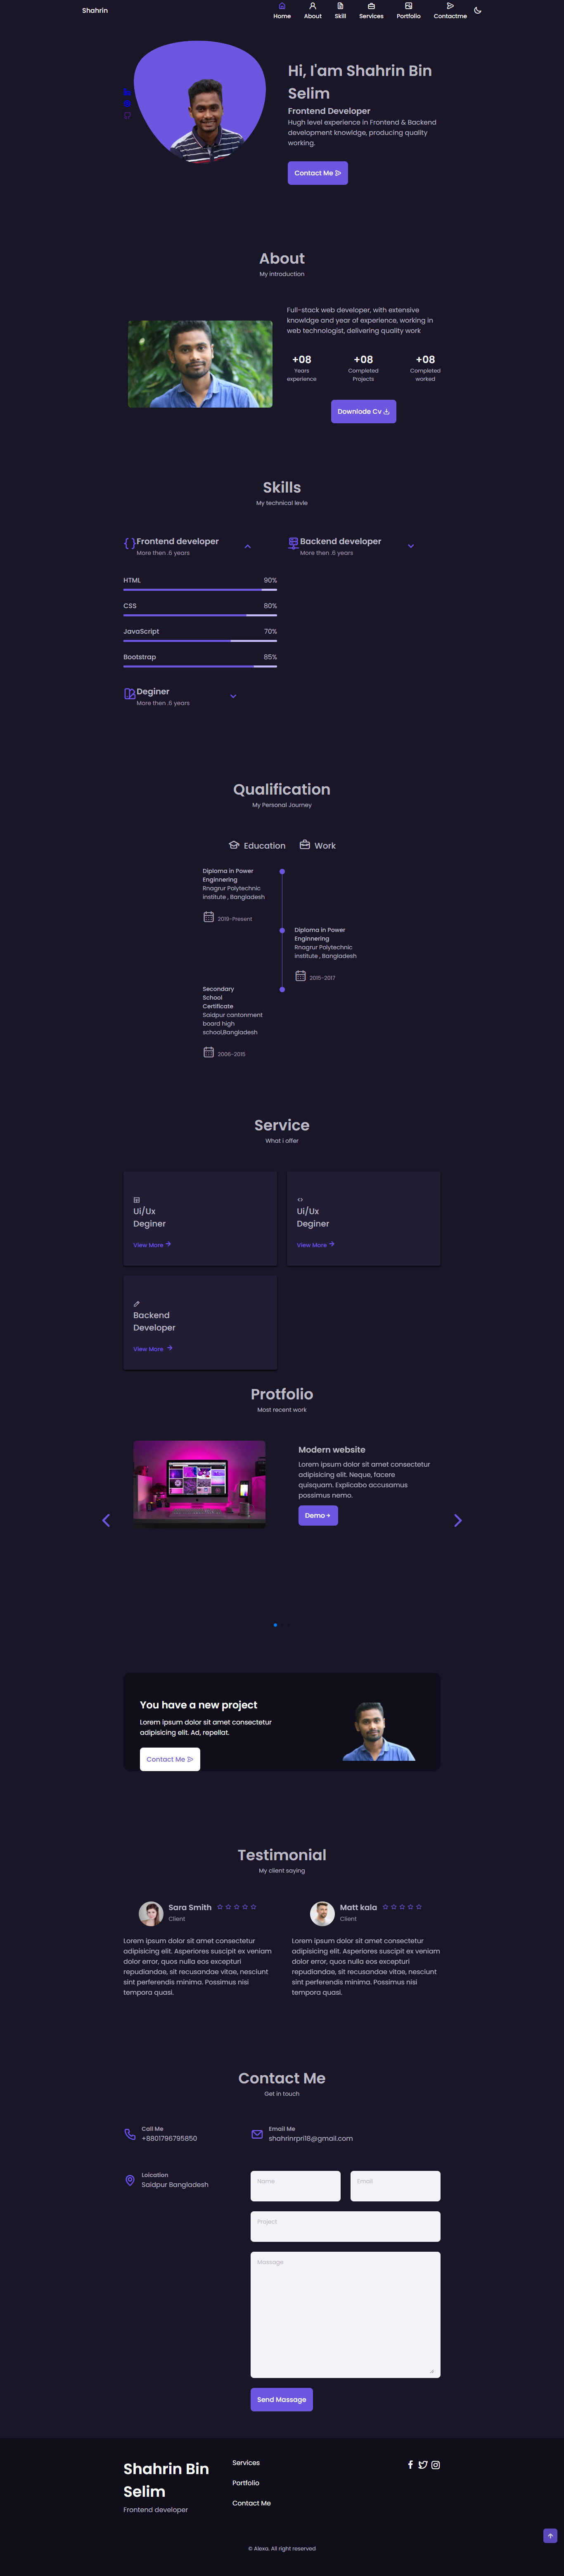 Shahrin
Home About Skill Services Portfolio Contactme
Hi, I'am Shahrin Bin
Selim
Frontend Developer
Hugh level experience in Frontend & Backend
development knowldge, producing quality
working.
Contact Me
About
My introduction
Full-stack web developer, with extensive
knowldge and year of experience, working in
web technologist, delivering quality work
+08 +08 +08
Years Completed Completed
experience Projects worked
Downlode Cv
Skills
My technical levle
Frontend developer
More then .6 years
Backend developer
More then .6 years
HTML 90%
CSS 80%
JavaScript 70%
Bootstrap 85%
Deginer
More then .6 years
Qualification
My Personal Journey
Education Work
Diploma in Power
Enginnering
Rnagrur Polytechnic
institute , Bangladesh
2019-Present
Diploma in Power
Enginnering
Rnagrur Polytechnic
institute , Bangladesh
2015-2017
Secondary
School
Certificate
Saidpur cantonment
board high
school,Bangladesh
2006-2015
Service
What i offer
Ui/Ux
Deginer
View More
Ui/Ux
Deginer
View More
Backend
Developer
View More
Protfolio
Most recent work
Modern website
Lorem ipsum dolor sit amet consectetur
adipisicing elit. Neque, facere
quisquam. Explicabo accusamus
possimus nemo.
Demo
You have a new project
Lorem ipsum dolor sit amet consectetur
adipisicing elit. Ad, repellat.
Contact Me
Testimonial
My client saying
Sara Smith
Client
Lorem ipsum dolor sit amet consectetur
adipisicing elit. Asperiores suscipit ex veniam
dolor error, quos nulla eos excepturi
repudiandae, sit recusandae vitae, nesciunt
sint perferendis minima. Possimus nisi
tempora quasi.
Matt kala
Client
Lorem ipsum dolor sit amet consectetur
adipisicing elit. Asperiores suscipit ex veniam
dolor error, quos nulla eos excepturi
repudiandae, sit recusandae vitae, nesciunt
sint perferendis minima. Possimus nisi
tempora quasi.
Contact Me
Get in touch
Call Me
+8801796795850
Email Me
shahrinrpri18@gmail.com
Loication
Saidpur Bangladesh
Name Email
Project
Massage
Send Massage
Shahrin Bin
Selim
Frontend developer
Services
Portfolio
Contact Me
© Alexa. All right reserved